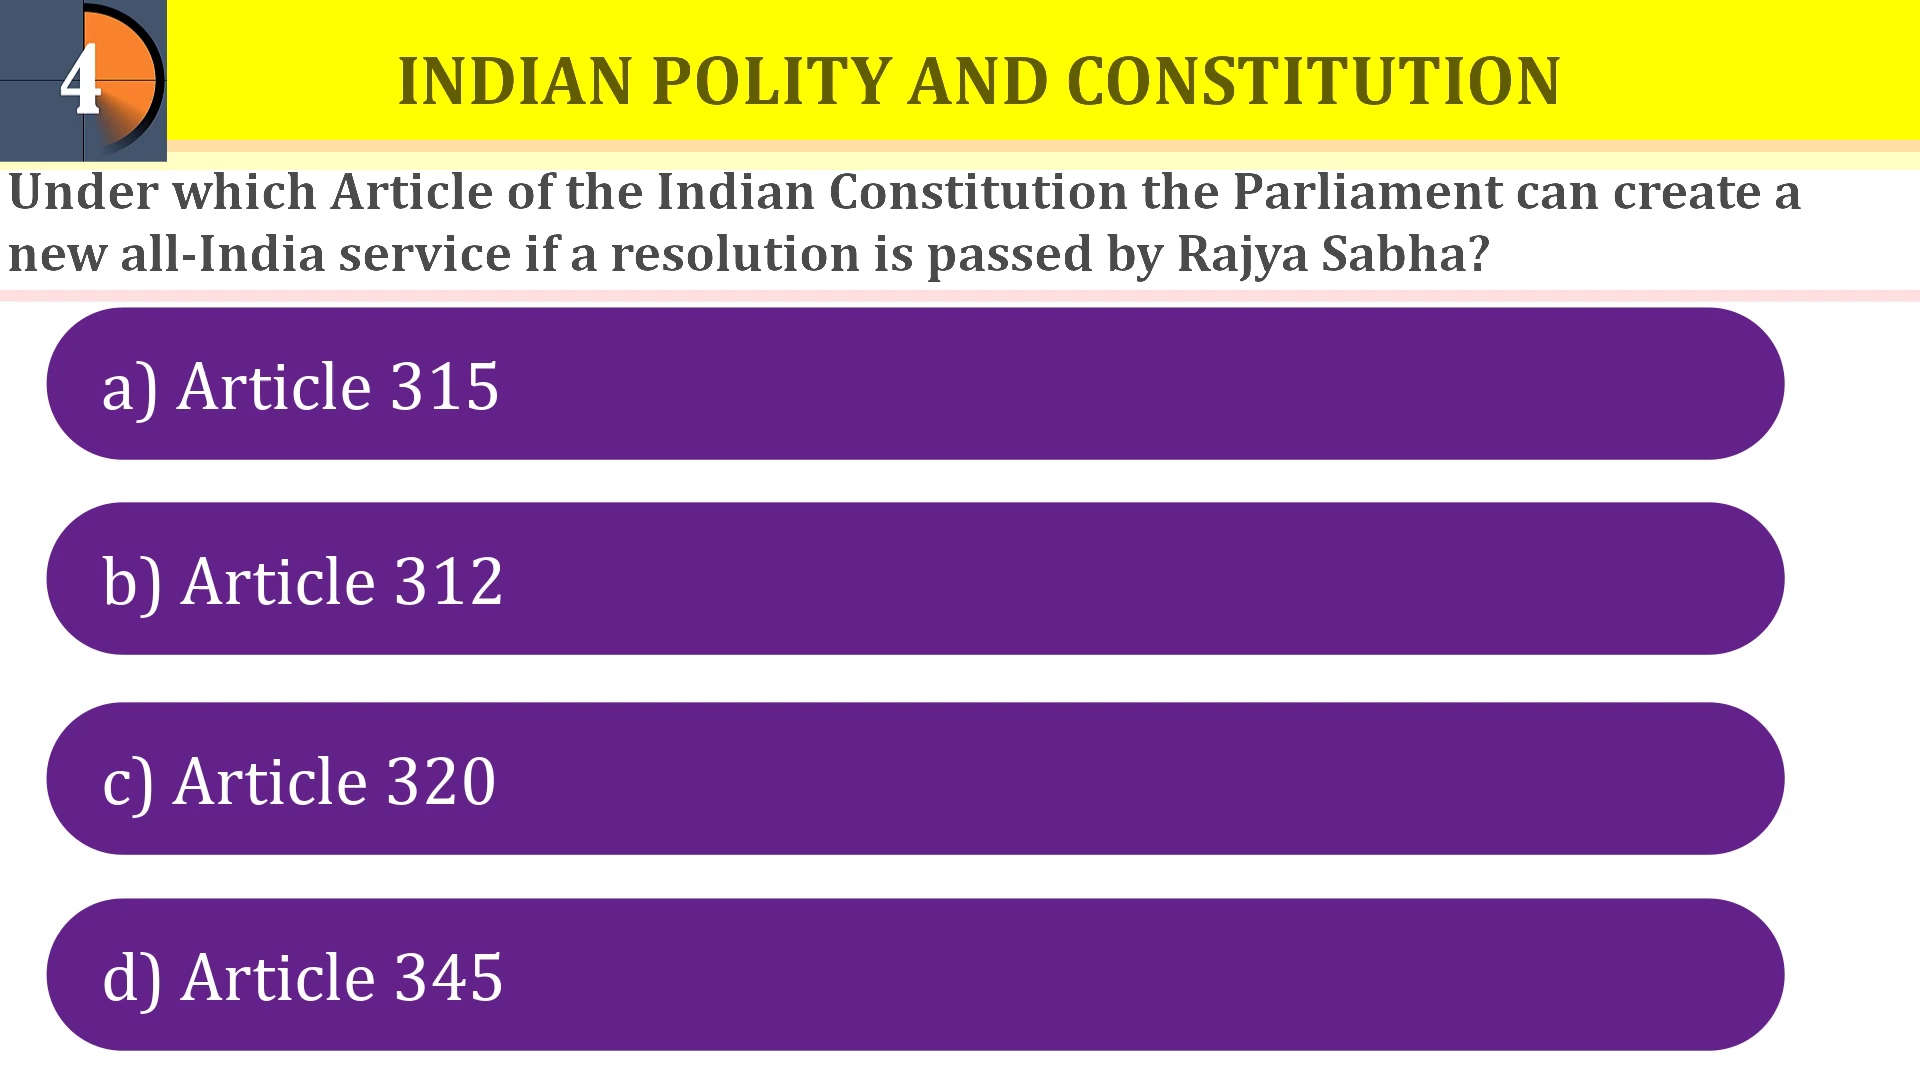 4
INDIAN POLITY AND CONSTITUTION
Under which Article of the Indian Constitution the Parliament can create a
new all-India service if a resolution is passed by Rajya Sabha?
a) Article 315
b) Article 312
c) Article 320
d) Article 345